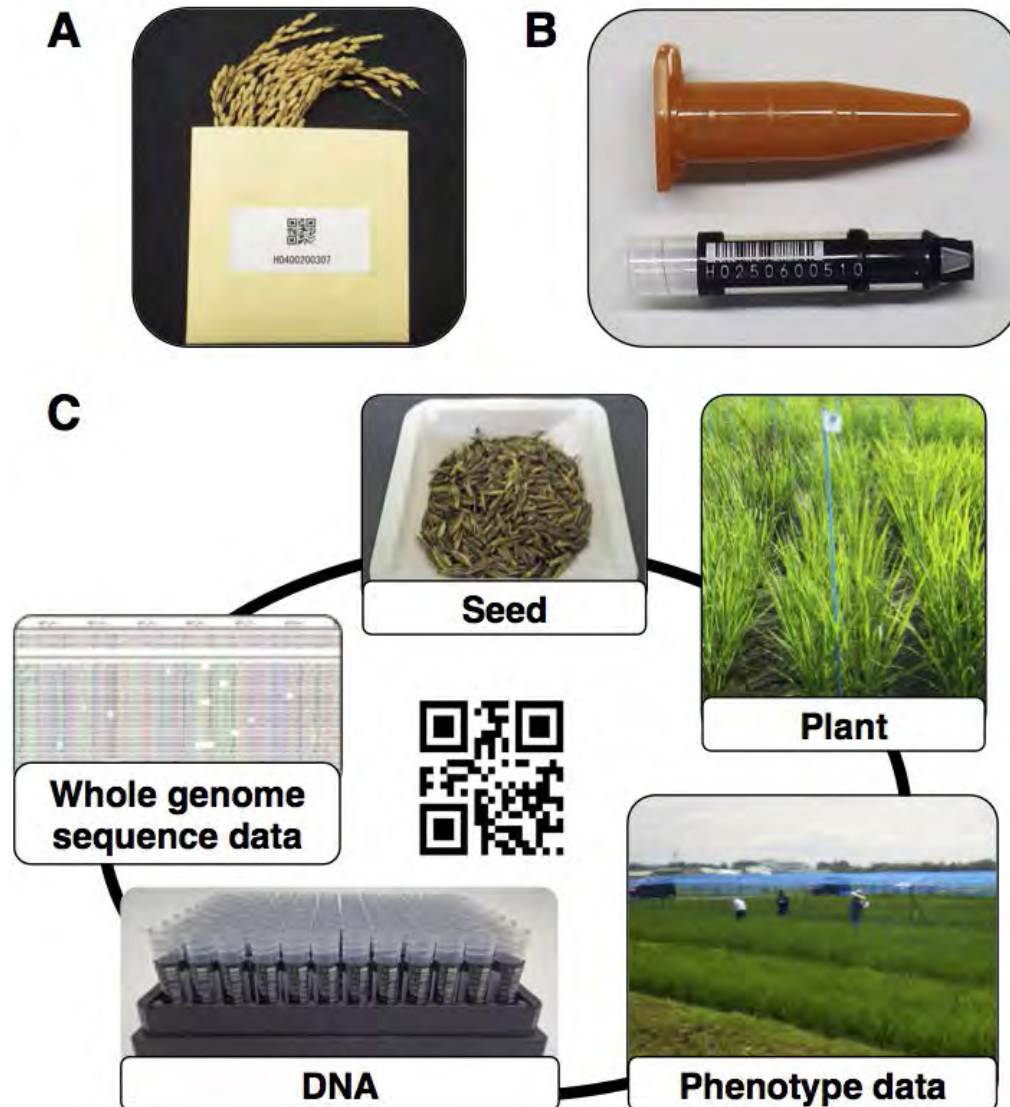 A
B
H0400200307
H0250600510
C
Seed
Plant
Whole genome
sequence data
DNA
Phenotype data